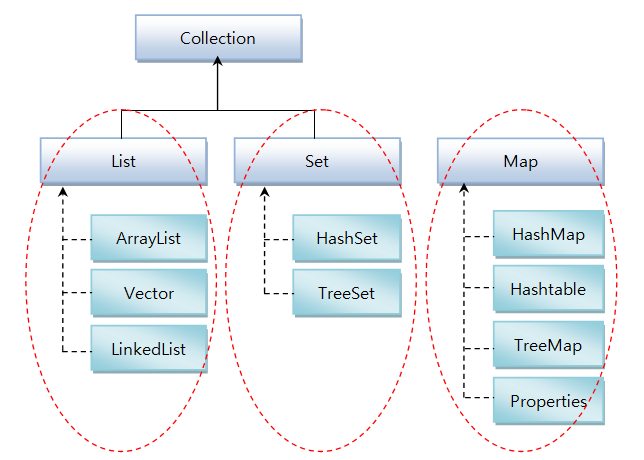 Collection
List
Set
Map
ArrayList
Vector
LinkedList
HashSet
TreeSet
HashMap
Hashtable
TreeMap
Properties